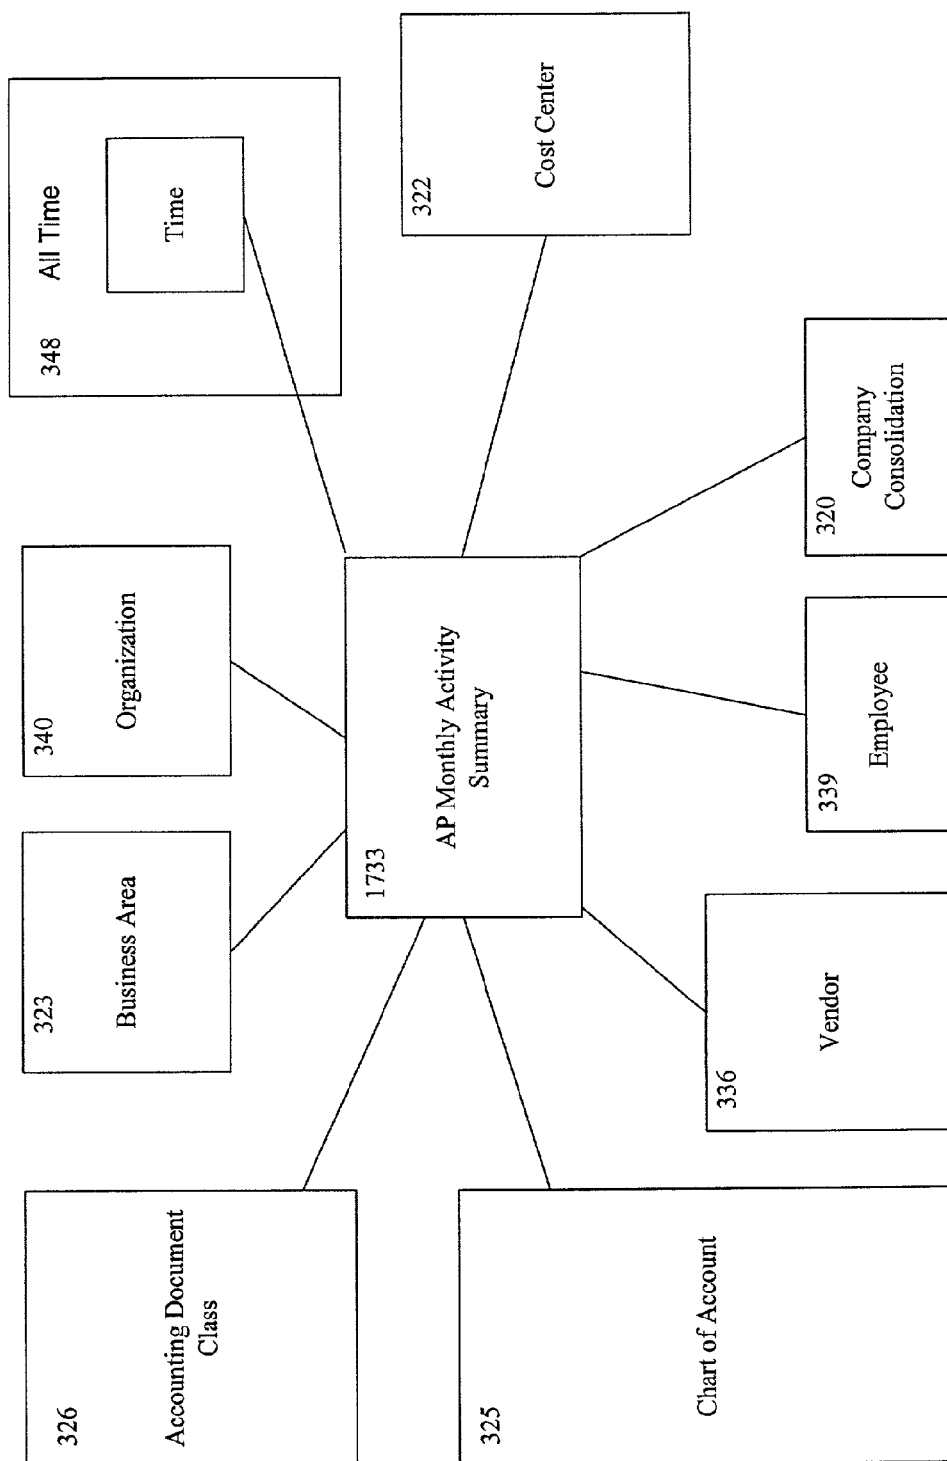 326
Accounting Document
Class
323
Business Area
340
Organization
348
All Time
Time
325
Chart of Account
1733
AP Monthly Activity
Summary
322
Cost Center
336
Vendor
339
Employee
320
Company
Consolidation